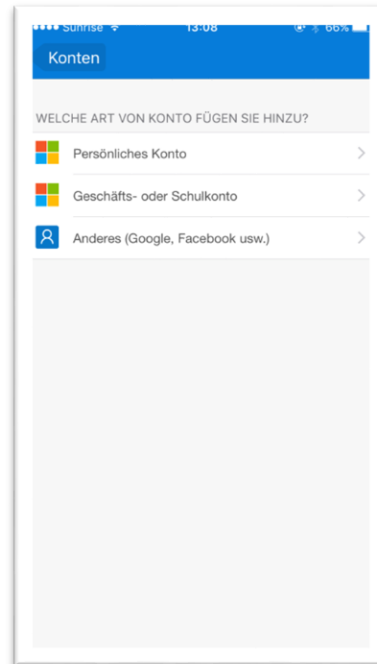 Sunrise 13:08 66%
Konten
WELCHE ART VON KONTO FÜGEN SIE HINZU?
Persönliches Konto
Geschäfts- oder Schulkonto
Anderes (Google, Facebook usw.)